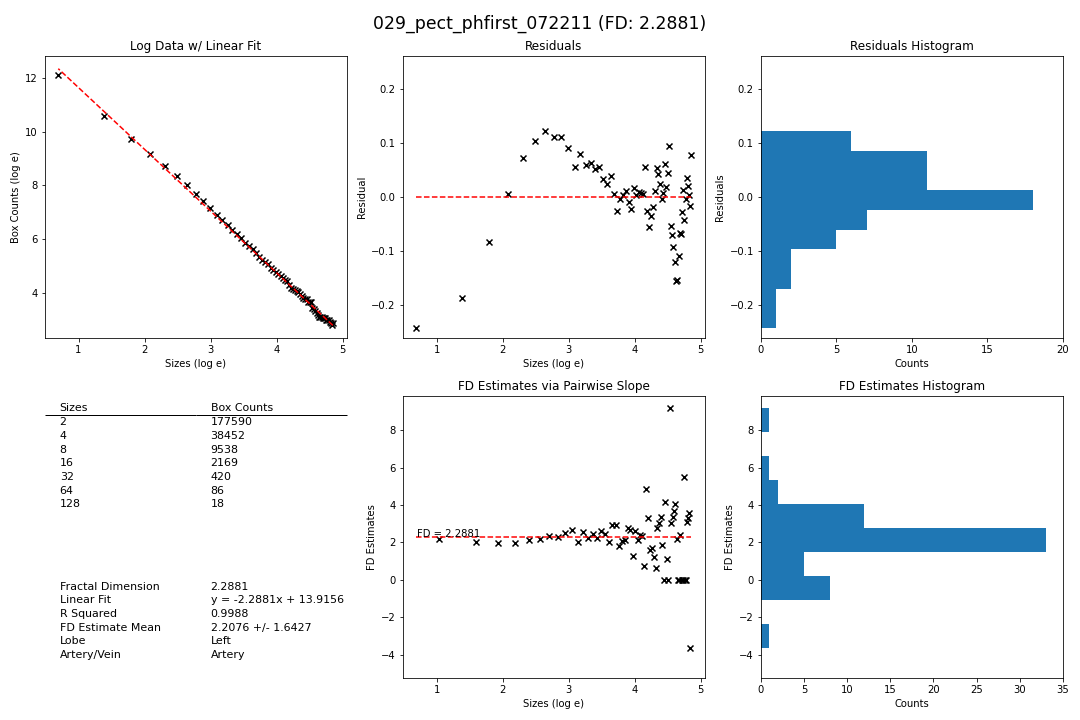 029_pect_phfirst_072211 (FD: 2.2881)
Log Data w/ Linear Fit
Box Counts (log e)
12
10
8
6
4
1 2 3 4 5
Sizes (log e)
Residuals
Residual
0.2
0.1
0.0
−0.1
−0.2
1 2 3 4 5
Sizes (log e)
Residuals Histogram
Residuals
0.2
0.1
0.0
−0.1
−0.2
0 5 10 15 20
Counts
Sizes Box Counts
2 177590
4 38452
8 9538
16 2169
32 420
64 86
128 18
Fractal Dimension 2.2881
Linear Fit y = -2.2881x + 13.9156
R Squared 0.9988
FD Estimate Mean 2.2076 +/- 1.6427
Lobe Left
Artery/Vein Artery
FD Estimates via Pairwise Slope
FD Estimates
8
6
4
2
0
−2
−4
FD = 2.2881
1 2 3 4 5
Sizes (log e)
FD Estimates Histogram
FD Estimates
8
6
4
2
0
−2
−4
0 5 10 15 20 25 30 35
Counts